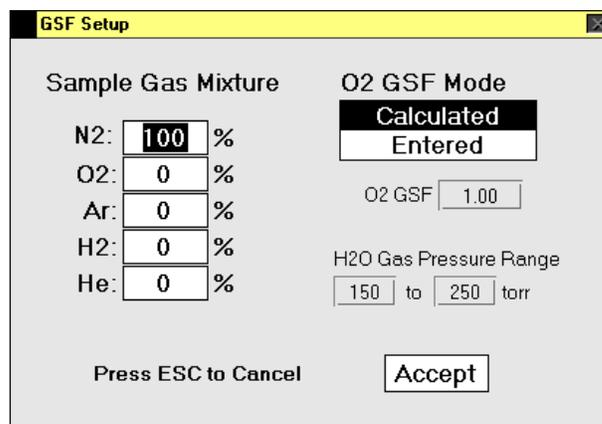 GSF Setup
Sample Gas Mixture
N2: 100 %
O2: 0 %
Ar: 0 %
H2: 0 %
He: 0 %
O2 GSF Mode
Calculated
Entered
O2 GSF 1.00
H2O Gas Pressure Range
150 to 250 torr
Press ESC to Cancel
Accept